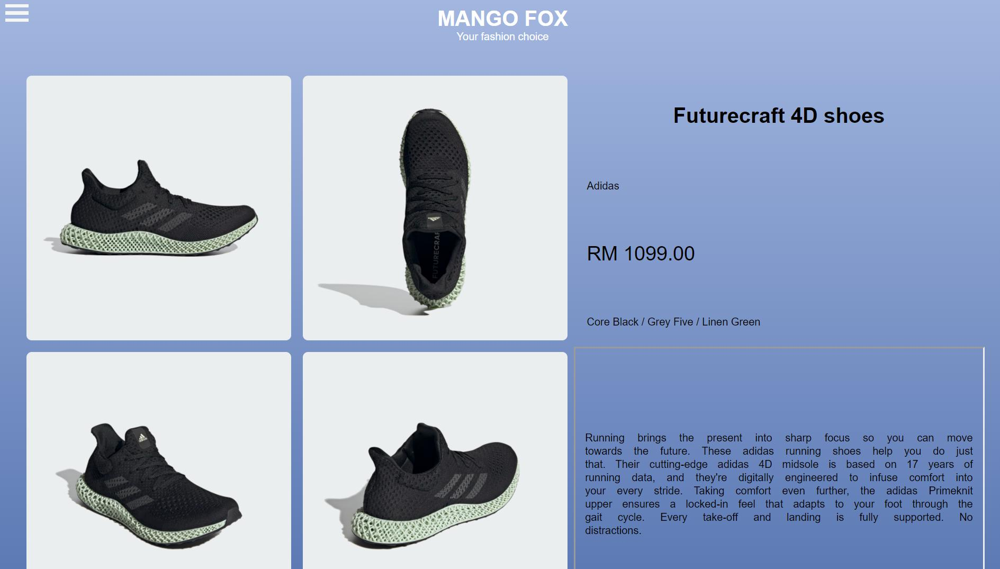 MANGO FOX
Your fashion choice
Futurecraft 4D shoes
Adidas
RM 1099.00
Core Black / Grey Five / Linen Green
FUTURECRAF
Running brings the present into sharp focus so you can move
towards the future. These adidas running shoes help you do just
that. Their cutting-edge adidas 4D midsole is based on 17 years of
running data, and they're digitally engineered to infuse comfort into
your every stride. Taking comfort even further, the adidas Primeknit
upper ensures a locked-in feel that adapts to your foot through the
gait cycle. Every take-off and landing is fully supported. No
distractions.